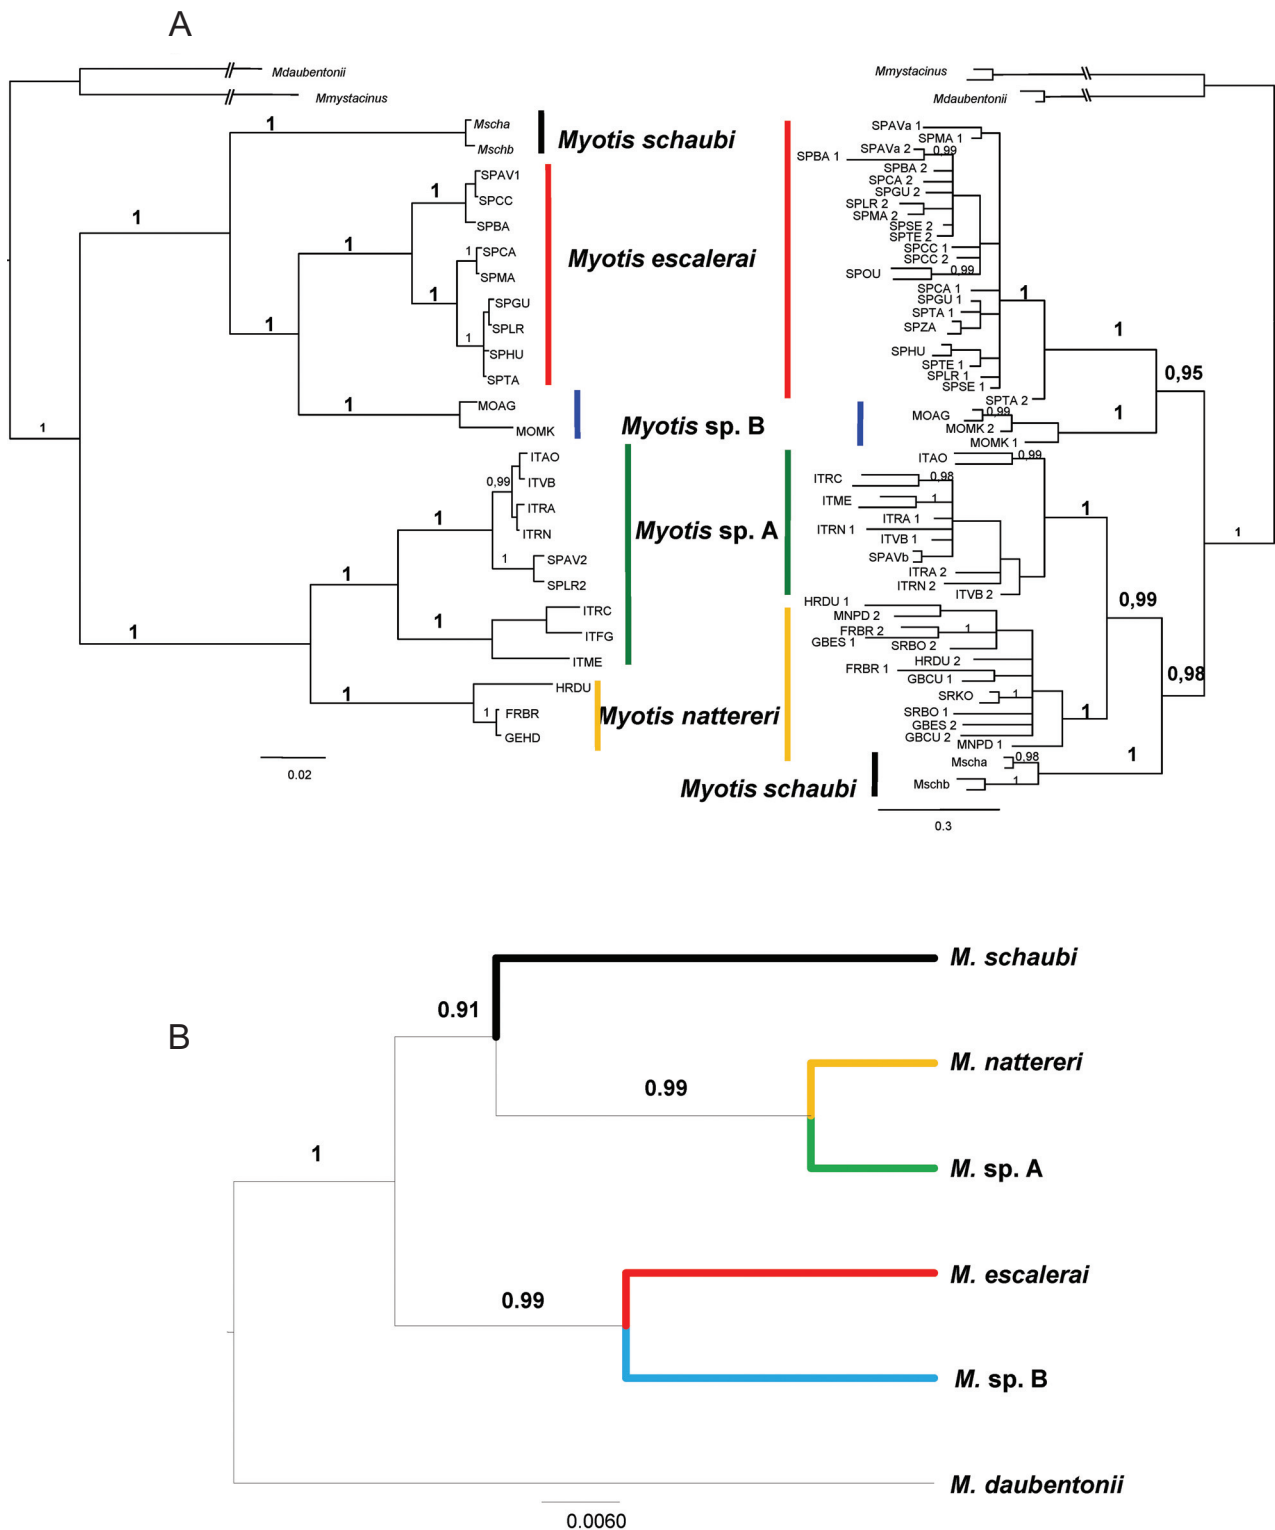 A
Mdaubentonii
Mmystacinus
1
Mscha
Mschb
Myotis schaubi
1
1
SPAV1
SPCC
SPBA
1
1
SPCA
SPMA
1
SPGU
SPLR
1
SPHU
SPTA
Myotis escalerai
1
1
MOAG
MOMK
Myotis sp. B
1
ITAO
0,99
ITVB
ITRA
ITRN
1
1
SPAV2
SPLR2
1
ITRC
ITFG
1
ITME
Myotis sp. A
1
HRDU
1
1
FRBR
GEHD
Myotis nattereri
0.02
Mmystacinus
Mdaubentonii
SPAVa 1
SPMA 1
SPAVa 2
0,99
SPBA 1
SPBA 2
SPCA 2
SPGU 2
SPLR 2
SPMA 2
SPSE 2
SPTE 2
SPCC 1
SPCC 2
SPOU
0,99
SPCA 1
1
SPGU 1
SPTA 1
SPZA
1
SPHU
SPTE 1
SPLR 1
0,95
SPSE 1
SPTA 2
MOAG
0,99
1
MOMK 2
MOMK 1
ITAO
0,99
ITRC
0,98
ITME
1
1
ITRA 1
ITRN 1
ITVB 1
1
SPAVb
ITRA 2
ITRN 2
ITVB 2
0,99
HRDU 1
MNPD 2
FRBR 2
1
GBES 1
SRBO 2
HRDU 2
FRBR 1
0,98
GBCU 1
SRKO
1
SRBO 1
1
GBES 2
GBCU 2
MNPD 1
1
Mscha
0,98
Mschb
1
Myotis schaubi
0.3
B
M. schaubi
0.91
M. nattereri
0.99
1
M. sp. A
M. escalerai
0.99
M. sp. B
M. daubentonii
0.0060